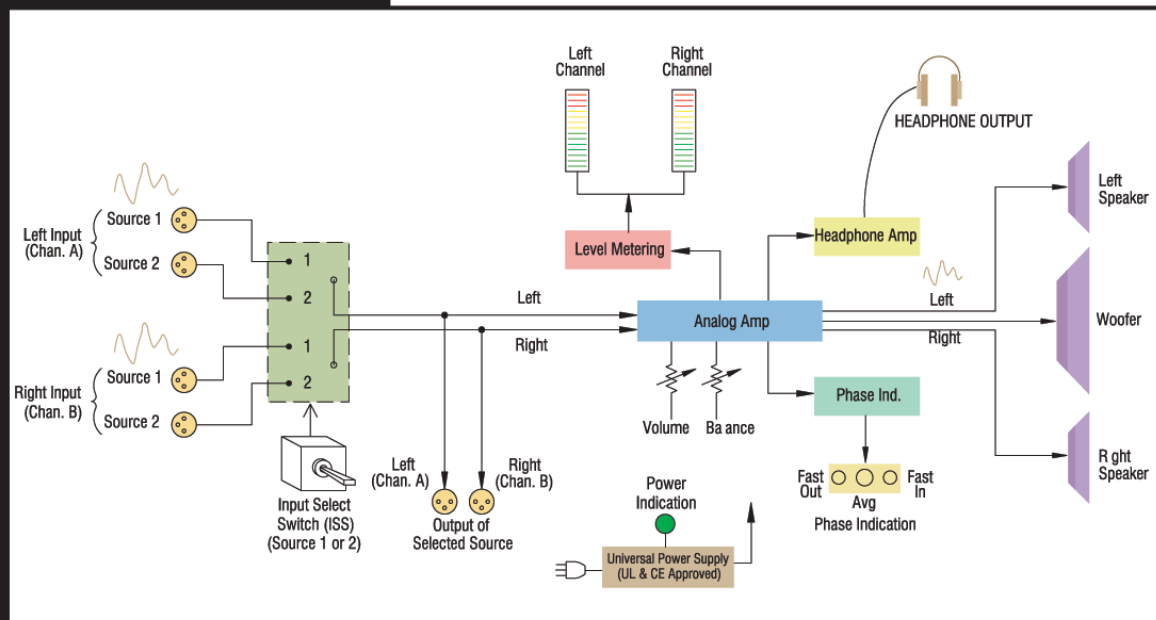 Left
Channel
Right
Channel
HEADPHONE OUTPUT
Left Input
(Chan. A)
Source 1
Source 2
1
2
Right Input
(Chan. B)
Source 1
Source 2
1
2
Input Select
Switch (ISS)
(Source 1 or 2)
Left
Right
Left
(Chan. A)
Right
(Chan. B)
Output of
Selected Source
Level Metering
Headphone Amp
Analog Amp
Volume
Ba ance
Left
Right
Left
Speaker
Woofer
R ght
Speaker
Phase Ind.
Fast
Out
Fast
In
Avg
Phase Indication
Power
Indication
Universal Power Supply
(UL & CE Approved)